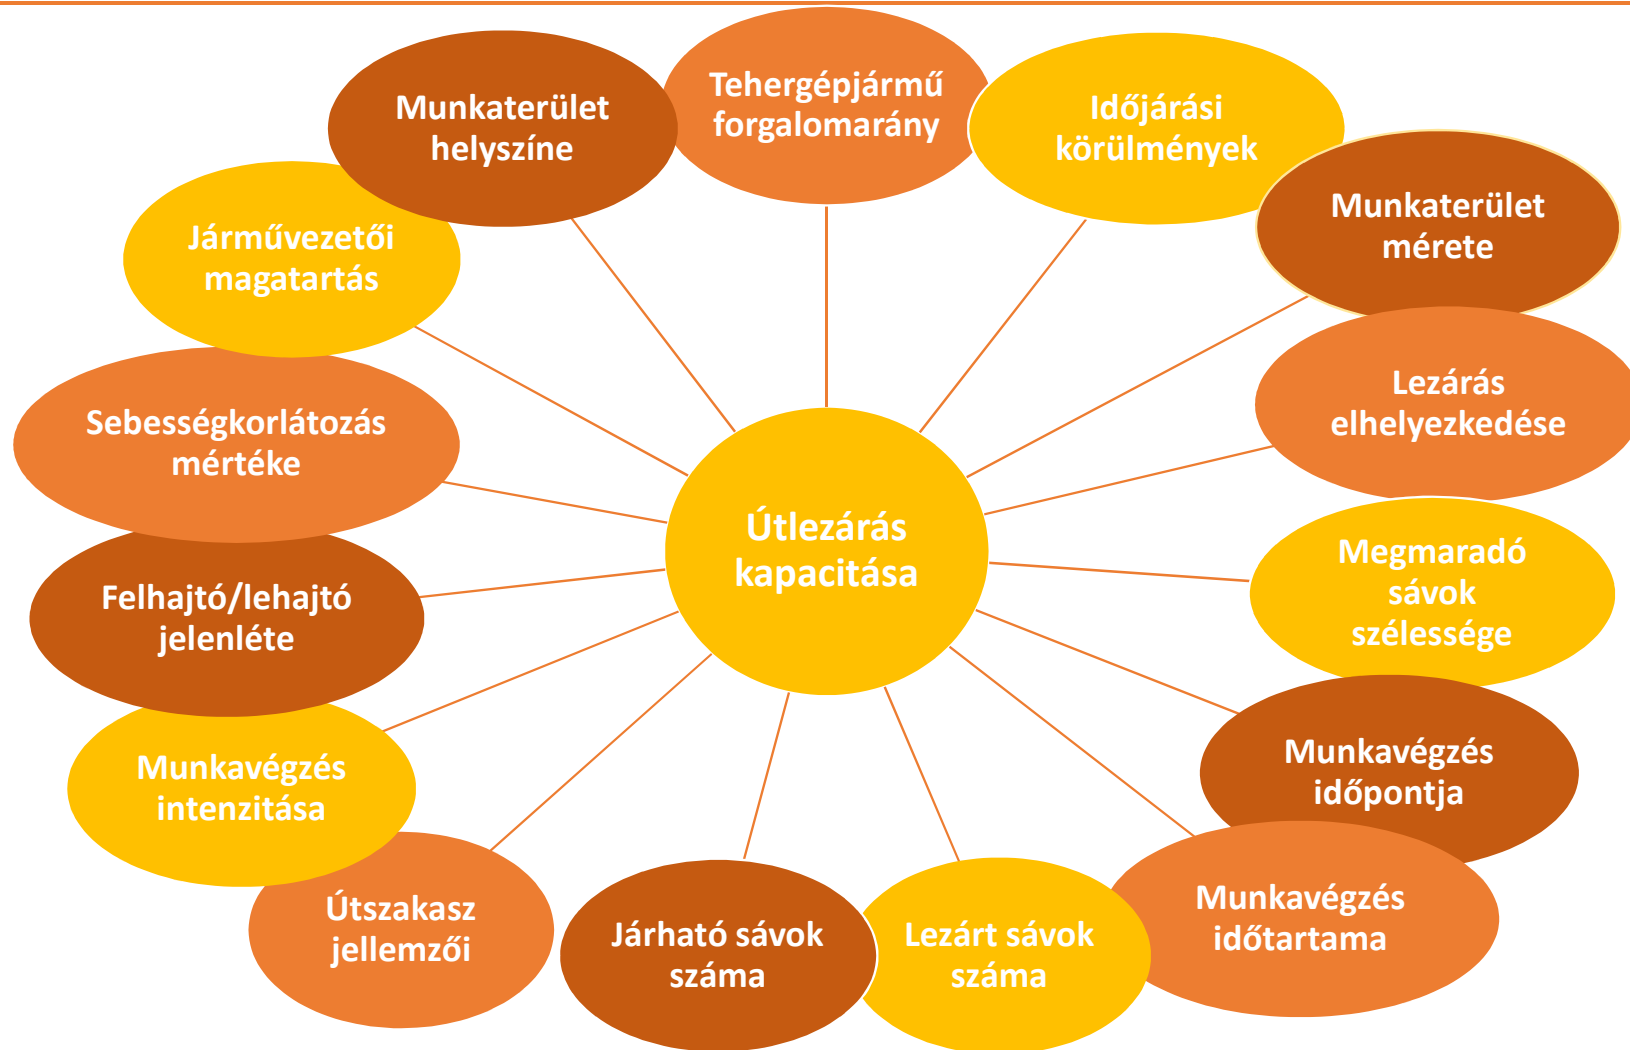 Tehergépjármű
forgalomarány
Időjárási
körülmények
Munkaterület
mérete
Lezárás
elhelyezkedése
Megmaradó
sávok
szélessége
Munkavégzés
időpontja
Munkavégzés
időtartama
Lezárt sávok
száma
Járható sávok
száma
Útszakasz
jellemzői
Munkavégzés
intenzitása
Felhajtó/lehajtó
jelenléte
Sebességkorlátozás
mértéke
Járművezetői
magatartás
Munkaterület
helyszíne
Útlezárás
kapacitása